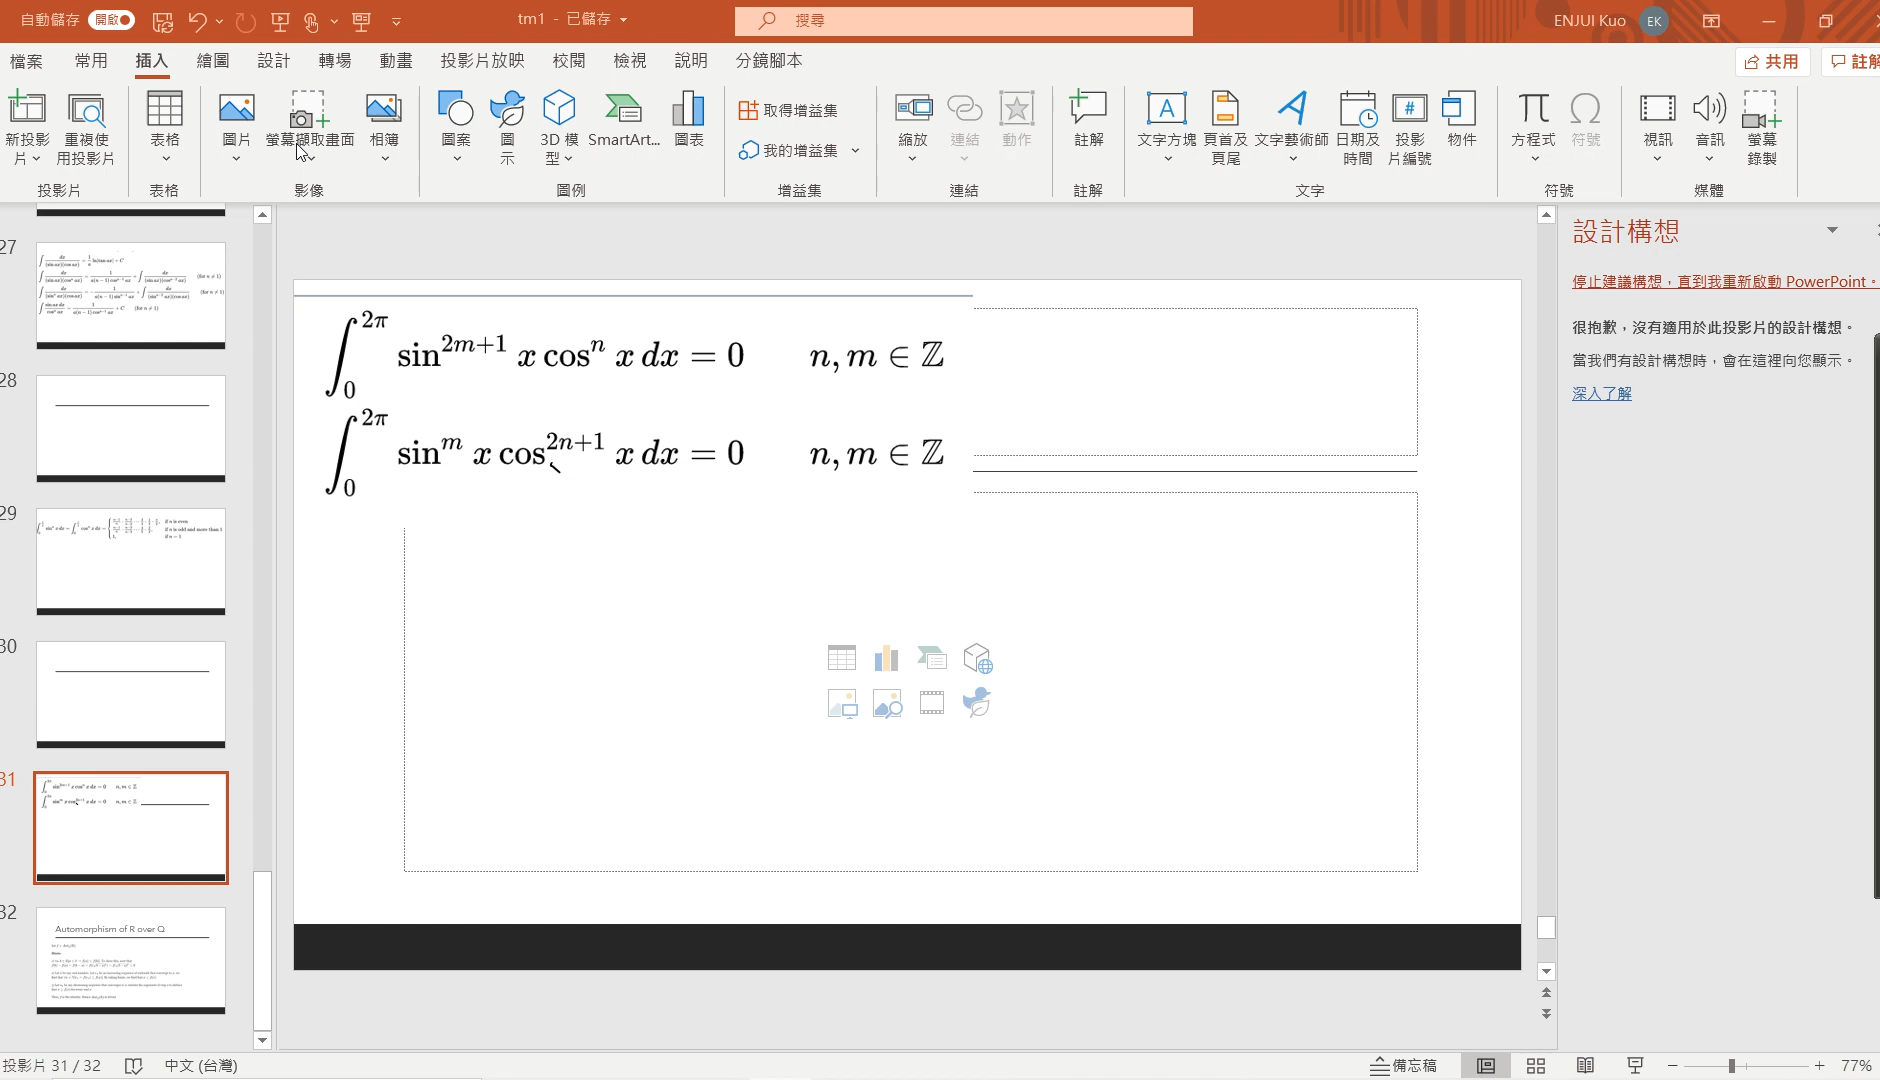 自動儲存 開啟
tm1 - 已儲存
搜尋
ENJUI Kuo EK
檔案 常用 插入 繪圖 設計 轉場 動畫 投影片放映 校閱 檢視 說明 分鏡腳本
共用 註解
新投影片 重複使用投影片
表格
圖片 螢幕擷取畫面 相簿
圖案 圖示 3D 模型 SmartArt... 圖表
取得增益集
我的增益集
縮放 連結 動作
註解
文字方塊 頁首及頁尾 文字藝術師 日期及時間 投影片編號 物件
方程式 符號
視訊 音訊 螢幕錄製
投影片 表格 影像 圖例 增益集 連結 註解 文字 符號 媒體
27
28
29
30
31
32
Automorphism of R over Q
∫₀^{2π} sin^{2m+1} x cos^n x dx = 0 n, m ∈ ℤ
∫₀^{2π} sin^m x cos^{2n+1} x dx = 0 n, m ∈ ℤ
設計構想
停止建議構想，直到我重新啟動 PowerPoint。
很抱歉，沒有適用於此投影片的設計構想。
當我們有設計構想時，會在這裡向您顯示。
深入了解
投影片 31 / 32 中文 (台灣) 備忘稿 77%